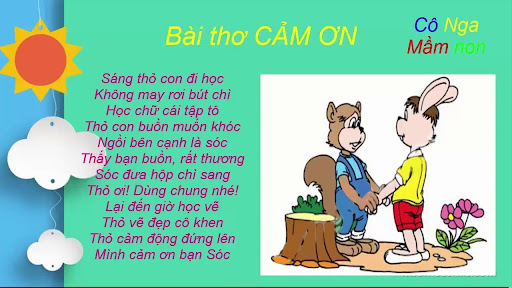 Bài thơ CẢM ƠN
Cô Nga
Mầm non
Sáng thỏ con đi học
Không may rơi bút chì
Học chữ cái tập tô
Thỏ con buồn muốn khóc
Ngồi bên cạnh là sóc
Thấy bạn buồn, rất thương
Sóc đưa hộp chì sang
Thỏ ơi! Dùng chung nhé!
Lại đến giờ học vẽ
Thỏ vẽ đẹp cô khen
Thỏ cảm động đứng lên
Mình cảm ơn bạn Sóc